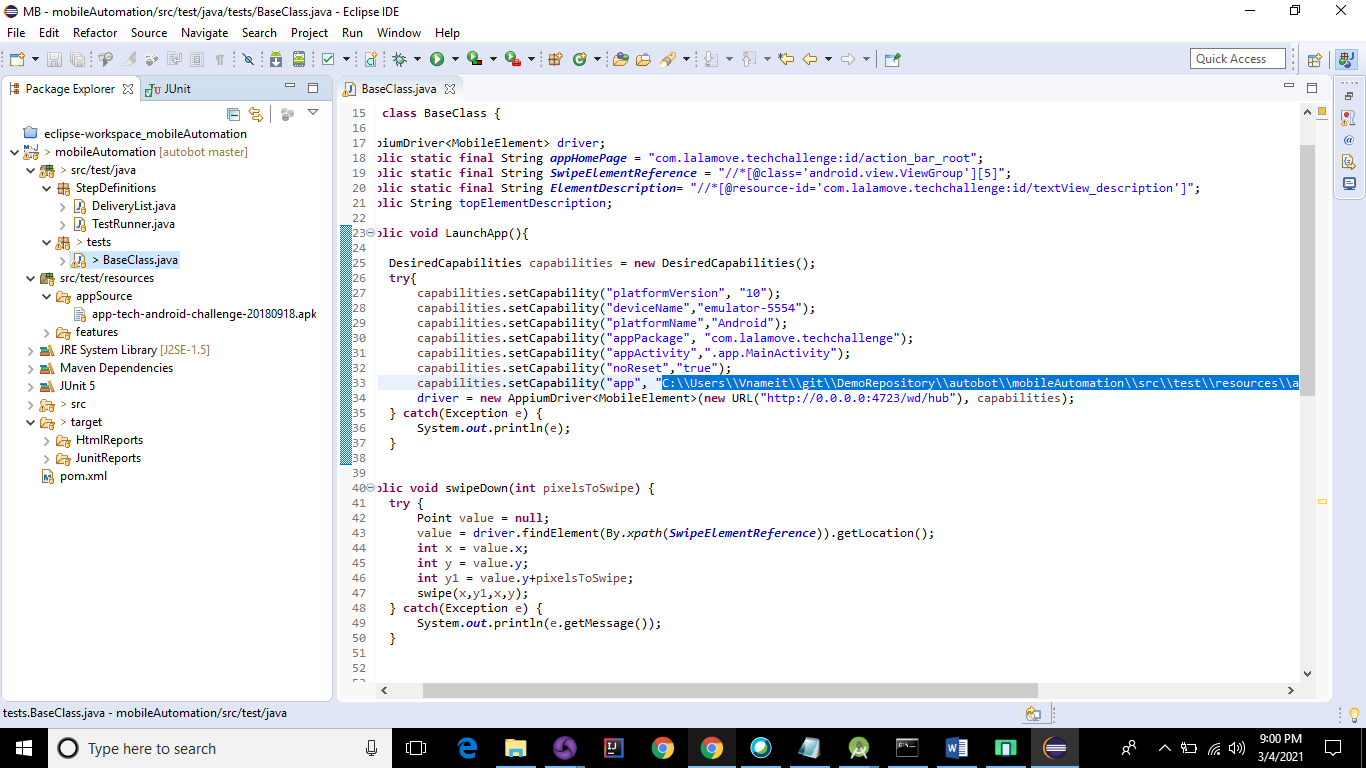 MB - mobileAutomation/src/test/java/tests/BaseClass.java - Eclipse IDE
File Edit Refactor Source Navigate Search Project Run Window Help
Quick Access
Package Explorer JUnit
BaseClass.java
eclipse-workspace_mobileAutomation
> mobileAutomation [autobot master]
> src/test/java
StepDefinitions
DeliveryList.java
TestRunner.java
> tests
> BaseClass.java
src/test/resources
appSource
app-tech-android-challenge-20180918.apk
features
JRE System Library [J2SE-1.5]
Maven Dependencies
JUnit 5
> src
> target
HtmlReports
JunitReports
pom.xml
15 class BaseClass {
16
17 piumDriver<MobileElement> driver;
18 blic static final String appHomePage = "com.lalamove.techchallenge:id/action_bar_root";
19 blic static final String SwipeElementReference = "//*[@class='android.view.ViewGroup'][5]";
20 blic static final String ElementDescription= "//*[@resource-id='com.lalamove.techchallenge:id/textView_description']";
21 blic String topElementDescription;
22
23 blic void LaunchApp(){
24
25 DesiredCapabilities capabilities = new DesiredCapabilities();
26 try{
27 capabilities.setCapability("platformVersion", "10");
28 capabilities.setCapability("deviceName","emulator-5554");
29 capabilities.setCapability("platformName","Android");
30 capabilities.setCapability("appPackage", "com.lalamove.techchallenge");
31 capabilities.setCapability("appActivity",".app.MainActivity");
32 capabilities.setCapability("noReset","true");
33 capabilities.setCapability("app", "C:\\Users\\Vnameit\\git\\DemoRepository\\autobot\\mobileAutomation\\src\\test\\resources\\a
34 driver = new AppiumDriver<MobileElement>(new URL("http://0.0.0.0:4723/wd/hub"), capabilities);
35 } catch(Exception e) {
36 System.out.println(e);
37 }
38
39
40 blic void swipeDown(int pixelsToSwipe) {
41 try {
42 Point value = null;
43 value = driver.findElement(By.xpath(SwipeElementReference)).getLocation();
44 int x = value.x;
45 int y = value.y;
46 int y1 = value.y+pixelsToSwipe;
47 swipe(x,y1,x,y);
48 } catch(Exception e) {
49 System.out.println(e.getMessage());
50 }
51
52
tests.BaseClass.java - mobileAutomation/src/test/java
Type here to search
9:00 PM
3/4/2021